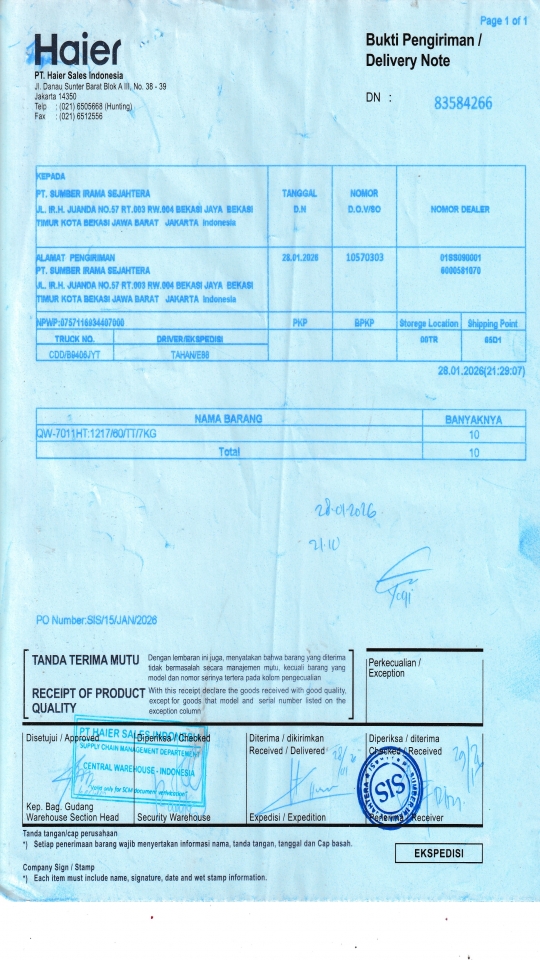 Page 1 of 1
Haier
Bukti Pengiriman /
Delivery Note
PT. Haier Sales Indonesia
Jl. Danau Sunter Barat Blok A III, No. 38 - 39
Jakarta 14350
Telp : (021) 6505668 (Hunting)
Fax : (021) 6512556
DN : 83584266
KEPADA
PT. SUMBER IRAMA SEJAHTERA
JL. IR.H. JUANDA NO.57 RT.003 RW.004 BEKASI JAYA BEKASI
TIMUR KOTA BEKASI JAWA BARAT JAKARTA Indonesia
TANGGAL
D.N
NOMOR
D.O.V/SO
NOMOR DEALER
ALAMAT PENGIRIMAN
PT. SUMBER IRAMA SEJAHTERA
JL. IR.H. JUANDA NO.57 RT.003 RW.004 BEKASI JAYA BEKASI
TIMUR KOTA BEKASI JAWA BARAT JAKARTA Indonesia
28.01.2026
10570303
6000581070
PKP
BPKP
Storege Location
Shipping Point
TRUCK NO.
DRIVER/EKSPEDISI
00TR
65D1
CDD/B9406JYT
28.01.2026(21:29:07)
NAMA BARANG
BANYAKNYA
QW-7011HT:1217/60/TT/7KG
10
Total
10
28-01-2026
21.10
Yogi
PO Number:SIS/15/JAN/2026
TANDA TERIMA MUTU
Dengan lembaran ini juga, menyatakan bahwa barang yang diterima
tidak bermasalah secara manajemen mutu, kecuali barang yang
model dan nomor serinya tertera pada kolom pengecualian
RECEIPT OF PRODUCT
QUALITY
With this receipt declare the goods received with good quality,
except for goods that model and serial number listed on the
exception column
Perkecualian /
Exception
Disetujui / Approved
Diperiksa / Checked
Diterima / dikirimkan
Received / Delivered
Diperiksa / diterima
Checked / Received
PT HAIER SALES INDONESIA
SUPPLY CHAIN MANAGEMENT DEPARTEMENT
CENTRAL WAREHOUSE - INDONESIA
SIS
Kep. Bag. Gudang
Warehouse Section Head
Security Warehouse
Expedisi / Expedition
Penerima / Receiver
Tanda tangan/cap perusahaan
*) Setiap penerimaan barang wajib menyertakan informasi nama, tanda tangan, tanggal dan Cap basah.
EKSPEDISI
Company Sign / Stamp
*) Each item must include name, signature, date and wet stamp information.